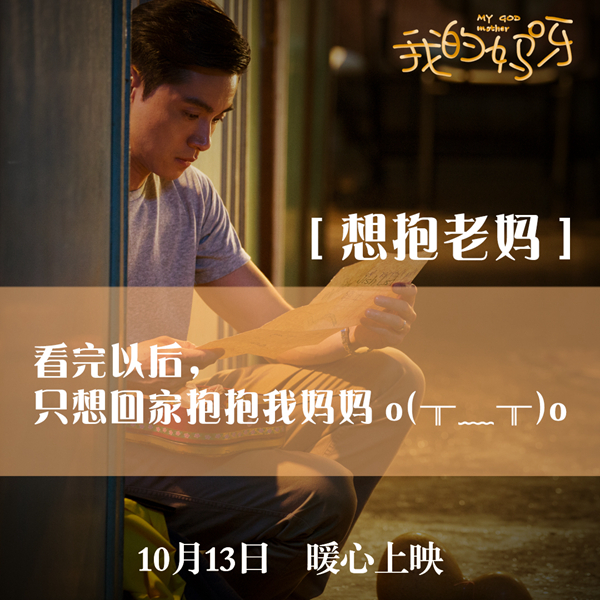 MY GOD
mother
我的妈呀
[ 想抱老妈 ]
看完以后，
只想回家抱抱我妈妈 o(╥﹏╥)o
10月13日 暖心上映